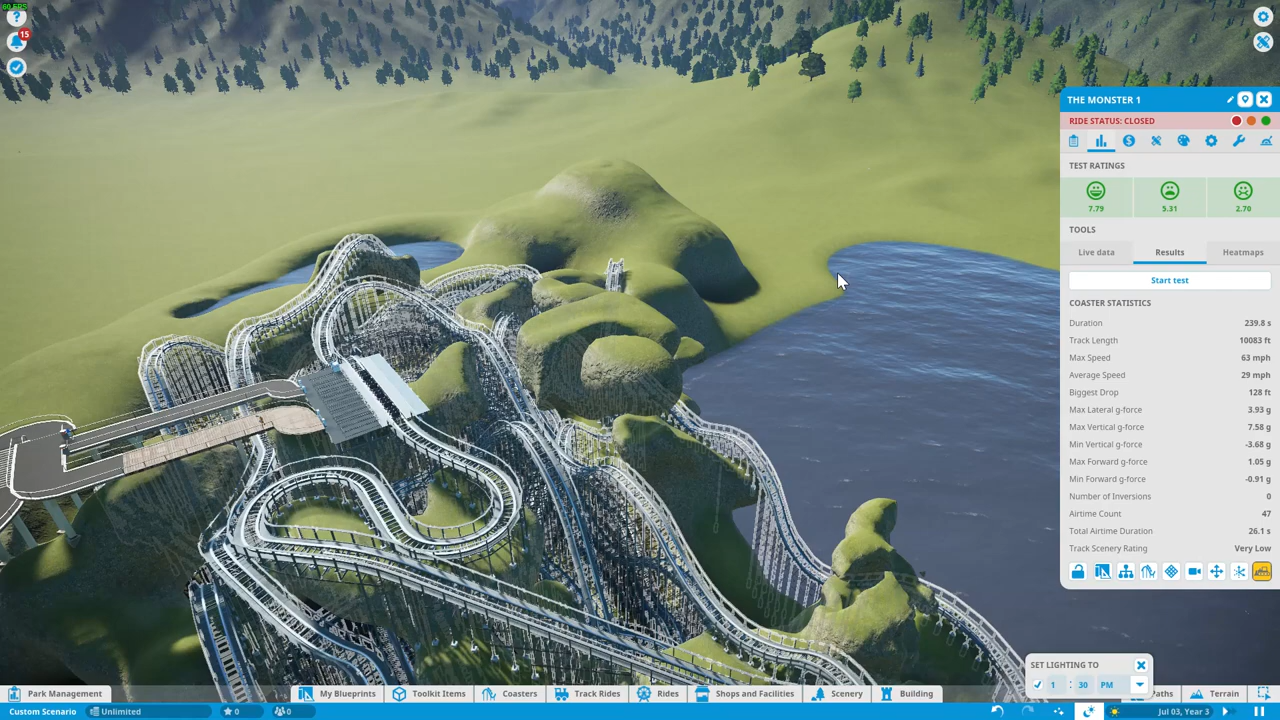 60 FPS
?
15
THE MONSTER 1
RIDE STATUS: CLOSED
TEST RATINGS
7.79 5.31 2.70
TOOLS
Live data Results Heatmaps
Start test
COASTER STATISTICS
Duration 239.8 s
Track Length 10083 ft
Max Speed 63 mph
Average Speed 29 mph
Biggest Drop 128 ft
Max Lateral g-force 3.93 g
Max Vertical g-force 7.58 g
Min Vertical g-force -3.68 g
Max Forward g-force 1.05 g
Min Forward g-force -0.91 g
Number of Inversions 0
Airtime Count 47
Total Airtime Duration 26.1 s
Track Scenery Rating Very Low
SET LIGHTING TO
1 : 30 PM
Park Management My Blueprints Toolkit Items Coasters Track Rides Rides Shops and Facilities Scenery Building Paths Terrain
Custom Scenario Unlimited 0 0 Jul 03, Year 3